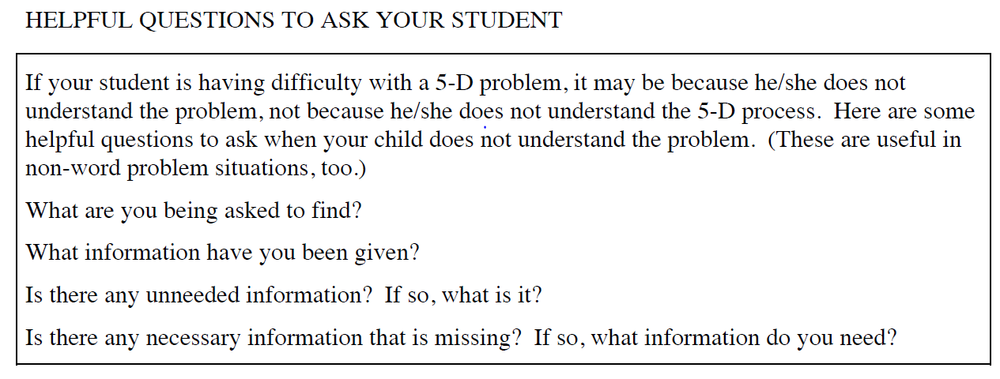 HELPFUL QUESTIONS TO ASK YOUR STUDENT
If your student is having difficulty with a 5-D problem, it may be because he/she does not
understand the problem, not because he/she does not understand the 5-D process.  Here are some
helpful questions to ask when your child does not understand the problem.  (These are useful in
non-word problem situations, too.)
What are you being asked to find?
What information have you been given?
Is there any unneeded information?  If so, what is it?
Is there any necessary information that is missing?  If so, what information do you need?